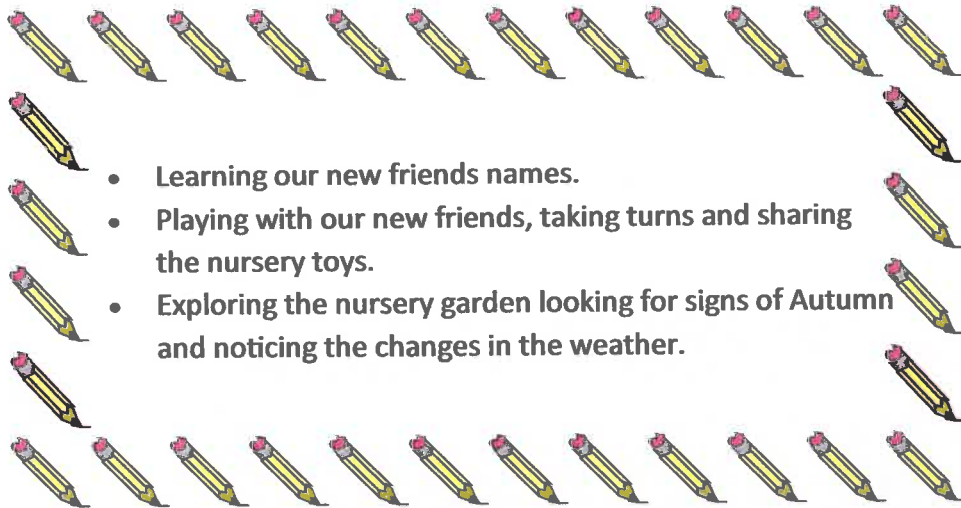 • Learning our new friends names.
• Playing with our new friends, taking turns and sharing
the nursery toys.
• Exploring the nursery garden looking for signs of Autumn
and noticing the changes in the weather.